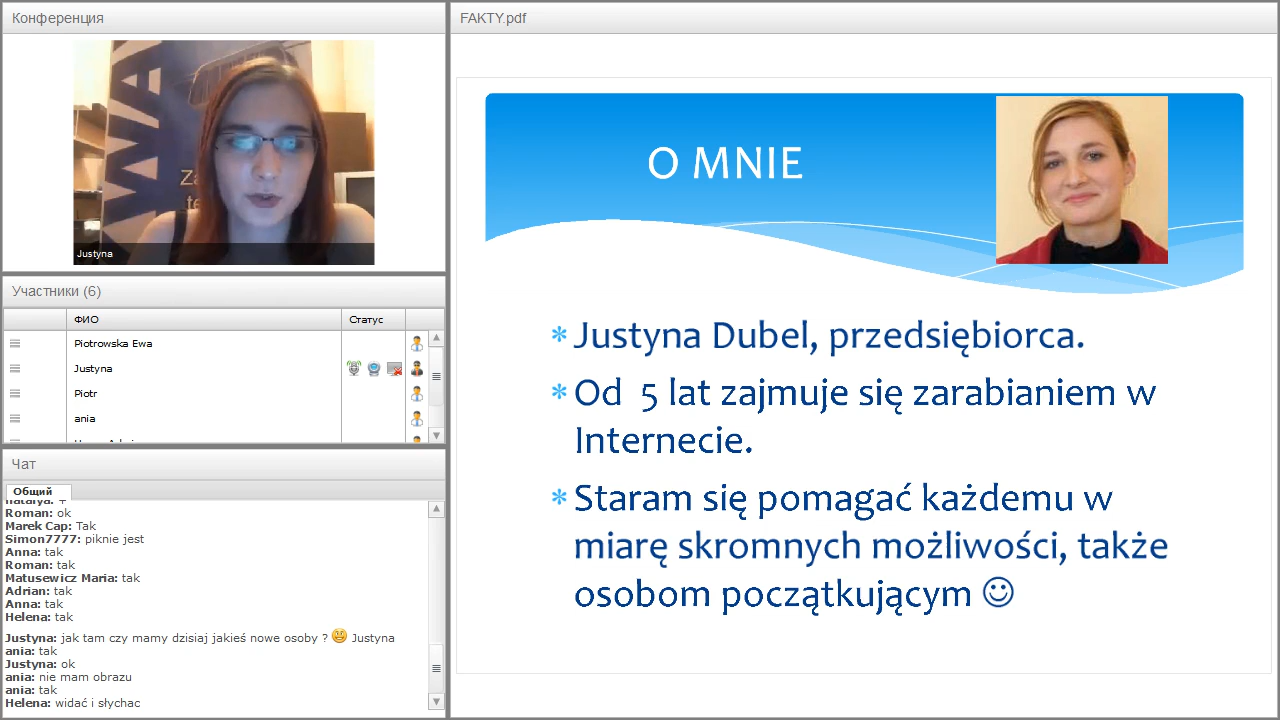 Конференция
WAY
Za
te
Justyna
Участники (6)
ФИО
Статус
Piotrowska Ewa
Justyna
Piotr
ania
Чат
Общий
natalya: +
Roman: ok
Marek Cap: Tak
Simon7777: piknie jest
Anna: tak
Roman: tak
Matusewicz Maria: tak
Adrian: tak
Anna: tak
Helena: tak
Justyna: jak tam czy mamy dzisiaj jakieś nowe osoby ? Justyna
ania: tak
Justyna: ok
ania: nie mam obrazu
ania: tak
Helena: widać i słychac
FAKTY.pdf
O MNIE
Justyna Dubel, przedsiębiorca.
Od 5 lat zajmuje się zarabianiem w
Internecie.
Staram się pomagać każdemu w
miarę skromnych możliwości, także
osobom początkującym ☺